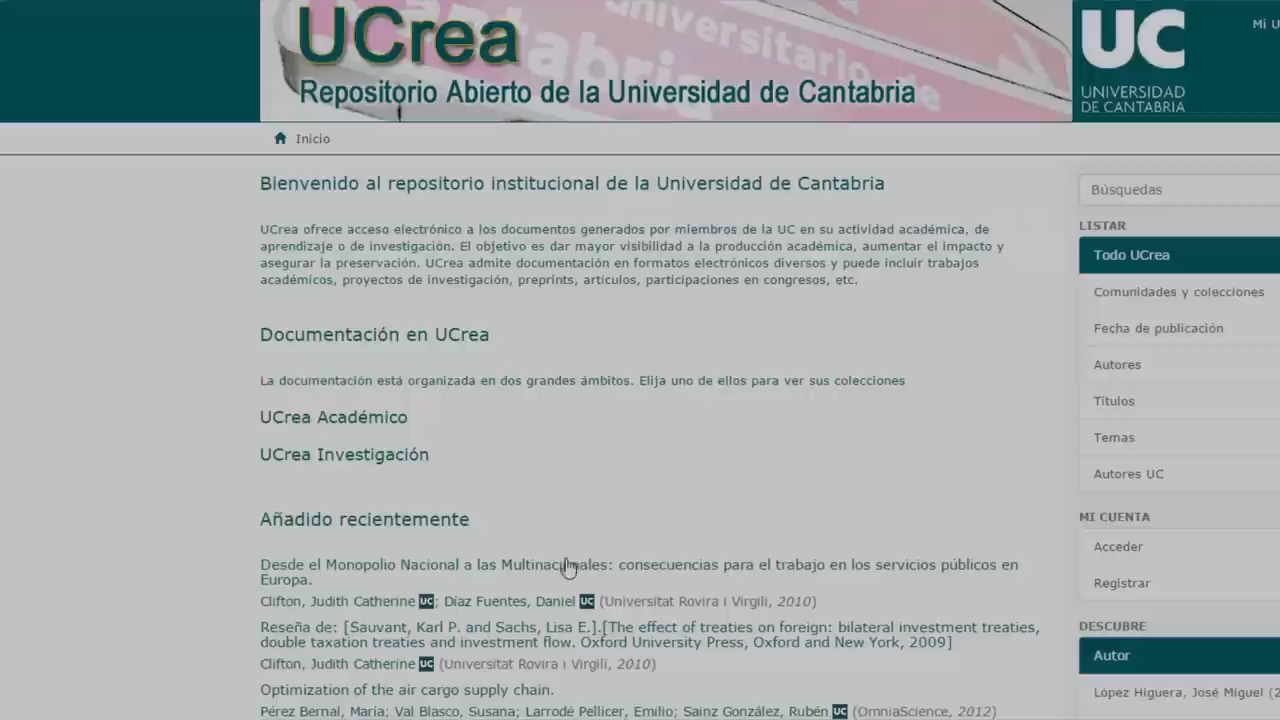 UCrea
Repositorio Abierto de la Universidad de Cantabria
universitario de
Cantabria
UC
UNIVERSIDAD
DE CANTABRIA
Mi U
Inicio
Bienvenido al repositorio institucional de la Universidad de Cantabria
UCrea ofrece acceso electrónico a los documentos generados por miembros de la UC en su actividad académica, de
aprendizaje o de investigación. El objetivo es dar mayor visibilidad a la producción académica, aumentar el impacto y
asegurar la preservación. UCrea admite documentación en formatos electrónicos diversos y puede incluir trabajos
académicos, proyectos de investigación, preprints, articulos, participaciones en congresos, etc.
Documentación en UCrea
La documentación está organizada en dos grandes ámbitos. Elija uno de ellos para ver sus colecciones
UCrea Académico
UCrea Investigación
Añadido recientemente
Desde el Monopolio Nacional a las Multinacionales: consecuencias para el trabajo en los servicios públicos en
Europa.
Clifton, Judith Catherine UC; Díaz Fuentes, Daniel UC (Universitat Rovira i Virgili, 2010)
Reseña de: [Sauvant, Karl P. and Sachs, Lisa E.].[The effect of treaties on foreign: bilateral investment treaties,
double taxation treaties and investment flow. Oxford University Press, Oxford and New York, 2009]
Clifton, Judith Catherine UC (Universitat Rovira i Virgili, 2010)
Optimization of the air cargo supply chain.
Pérez Bernal, María; Val Blasco, Susana; Larrodé Pellicer, Emilio; Sainz González, Rubén UC (OmniaScience, 2012)
Búsquedas
LISTAR
Todo UCrea
Comunidades y colecciones
Fecha de publicación
Autores
Títulos
Temas
Autores UC
MI CUENTA
Acceder
Registrar
DESCUBRE
Autor
López Higuera, José Miguel (2